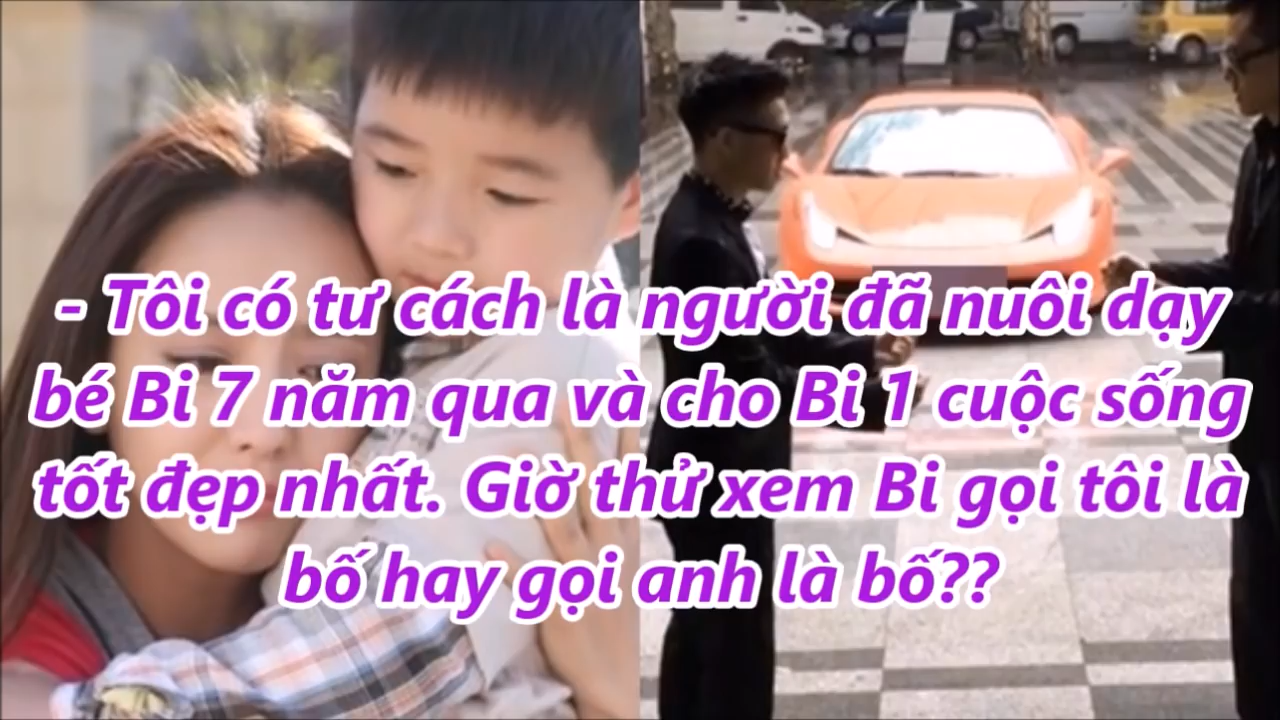 - Tôi có tư cách là người đã nuôi dạy
bé Bi 7 năm qua và cho Bi 1 cuộc sống
tốt đẹp nhất. Giờ thử xem Bi gọi tôi là
bố hay gọi anh là bố??